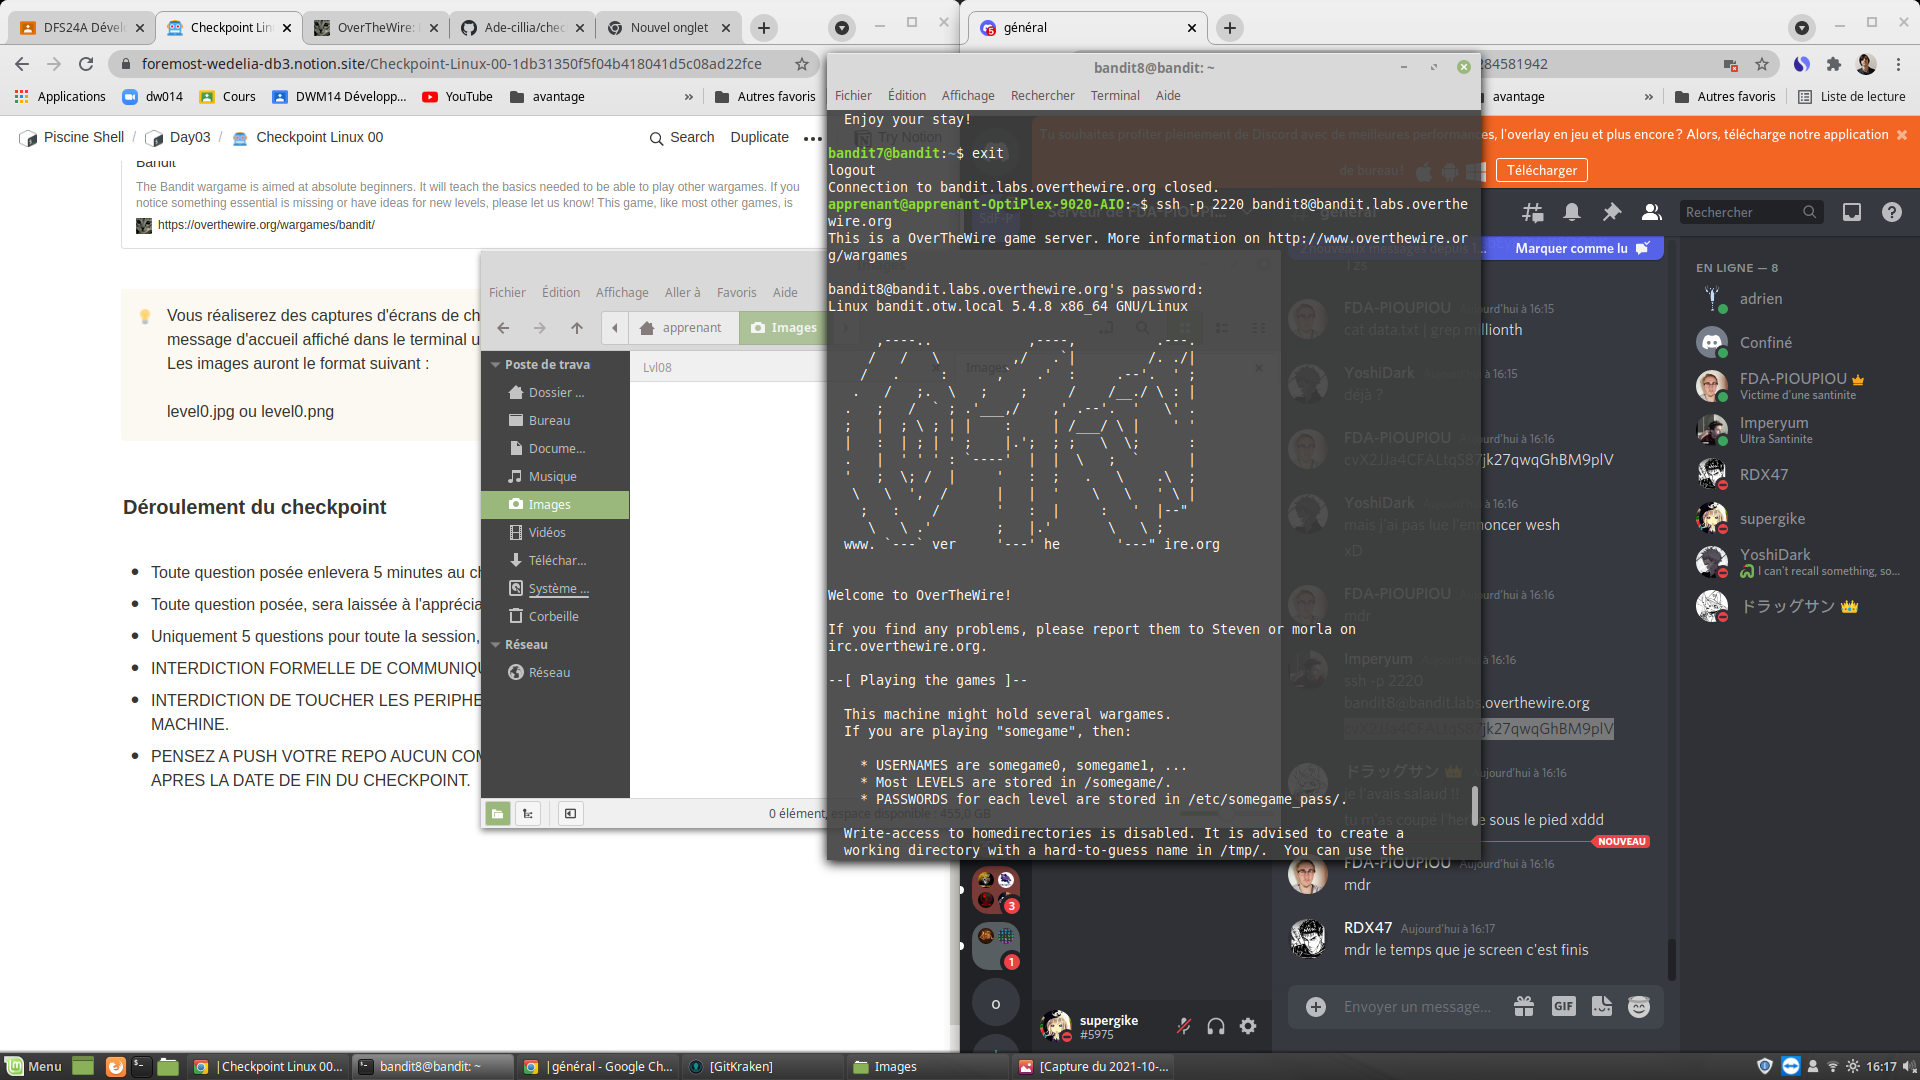 DFS24A Dével
Checkpoint Lin
OverTheWire:
Ade-cillia/chec
Nouvel onglet
général
foremost-wedelia-db3.notion.site/Checkpoint-Linux-00-1db31350f5f04b418041d5c08ad22fce
284581942
Applications
dw014
Cours
DWM14 Développ...
YouTube
avantage
»
Autres favoris
avantage
»
Autres favoris
Liste de lecture
Piscine Shell / Day03 / Checkpoint Linux 00
Search
Duplicate
Try Notion
Bandit
The Bandit wargame is aimed at absolute beginners. It will teach the basics needed to be able to play other wargames. If you
notice something essential is missing or have ideas for new levels, please let us know! This game, like most other games, is
https://overthewire.org/wargames/bandit/
Vous réaliserez des captures d'écrans de ch
message d'accueil affiché dans le terminal u
Les images auront le format suivant :
level0.jpg ou level0.png
Déroulement du checkpoint
Toute question posée enlevera 5 minutes au ch
Toute question posée, sera laissée à l'apprécia
Uniquement 5 questions pour toute la session,
INTERDICTION FORMELLE DE COMMUNIQU
INTERDICTION DE TOUCHER LES PERIPHE
MACHINE.
PENSEZ A PUSH VOTRE REPO AUCUN COM
APRES LA DATE DE FIN DU CHECKPOINT.
Fichier Édition Affichage Aller à Favoris Aide
apprenant
Images
Poste de trava
Lvl08
Dossier ...
Bureau
Docume...
Musique
Images
Vidéos
Téléchar...
Système ...
Corbeille
Réseau
Réseau
0 élément, espace disponible : 455,0 GB
bandit8@bandit: ~
Fichier Édition Affichage Rechercher Terminal Aide
Enjoy your stay!
bandit7@bandit:~$ exit
logout
Connection to bandit.labs.overthewire.org closed.
apprenant@apprenant-OptiPlex-9020-AIO:~$ ssh -p 2220 bandit8@bandit.labs.overthe
wire.org
This is a OverTheWire game server. More information on http://www.overthewire.or
g/wargames
bandit8@bandit.labs.overthewire.org's password:
Linux bandit.otw.local 5.4.8 x86_64 GNU/Linux
www. ver he ire.org
Welcome to OverTheWire!
If you find any problems, please report them to Steven or morla on
irc.overthewire.org.
--[ Playing the games ]--
This machine might hold several wargames.
If you are playing "somegame", then:
* USERNAMES are somegame0, somegame1, ...
* Most LEVELS are stored in /somegame/.
* PASSWORDS for each level are stored in /etc/somegame_pass/.
Write-access to homedirectories is disabled. It is advised to create a
working directory with a hard-to-guess name in /tmp/. You can use the
Tu souhaites profiter pleinement de Discord avec de meilleures performances, l'overlay en jeu et plus encore ? Alors, télécharge notre application
de bureau !
Télécharger
général
Rechercher
Marquer comme lu
FDA-PIOUPIOU Aujourd'hui à 16:15
cat data.txt | grep millionth
YoshiDark Aujourd'hui à 16:15
déjà ?
FDA-PIOUPIOU Aujourd'hui à 16:16
cvX2JJa4CFALtqS87jk27qwqGhBM9plV
YoshiDark Aujourd'hui à 16:16
mais j'ai pas lue l'ennoncer wesh
xD
FDA-PIOUPIOU Aujourd'hui à 16:16
mdr
Imperyum Aujourd'hui à 16:16
ssh -p 2220
bandit8@bandit.labs.overthewire.org
cvX2JJa4CFALtqS87jk27qwqGhBM9plV
ドラッグサン Aujourd'hui à 16:16
je l'avais salaud !!
tu m'as coupé l'herbe sous le pied xddd
NOUVEAU
FDA-PIOUPIOU Aujourd'hui à 16:16
mdr
RDX47 Aujourd'hui à 16:17
mdr le temps que je screen c'est finis
Envoyer un message...
GIF
3
1
o
supergike
#5975
EN LIGNE — 8
adrien
Confiné
FDA-PIOUPIOU
Victime d'une santinite
Imperyum
Ultra Santinite
RDX47
supergike
YoshiDark
I can't recall something, so...
ドラッグサン
Menu
|Checkpoint Linux 00...
bandit8@bandit: ~
|général - Google Ch...
[GitKraken]
Images
[Capture du 2021-10-...
16:17